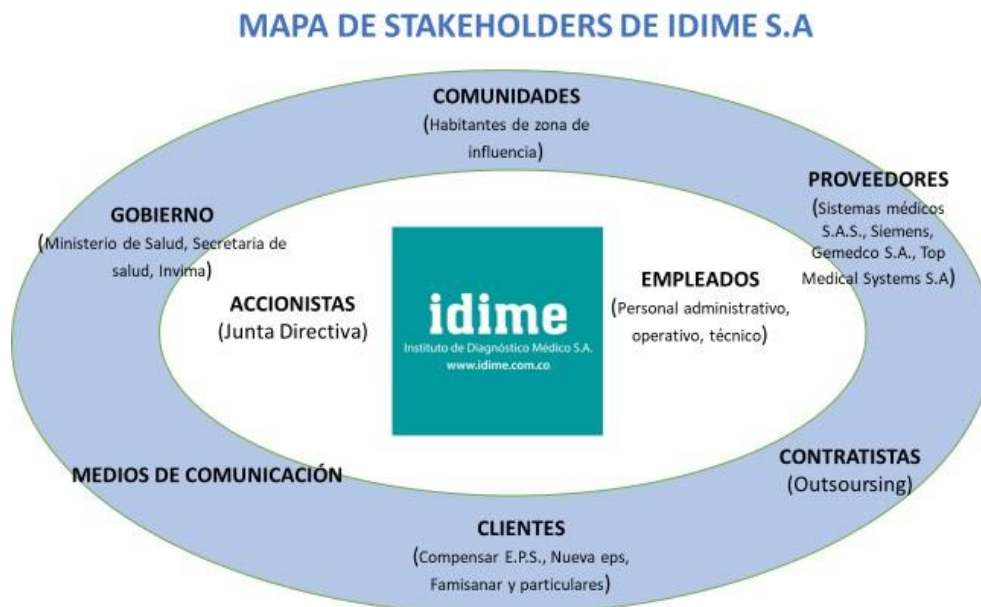 MAPA DE STAKEHOLDERS DE IDIME S.A
COMUNIDADES
(Habitantes de zona de
influencia)
PROVEEDORES
(Sistemas médicos
S.A.S., Siemens,
Gemedco S.A., Top
Medical Systems S.A)
GOBIERNO
(Ministerio de Salud, Secretaria de
salud, Invima)
ACCIONISTAS
(Junta Directiva)
idime
Instituto de Diagnóstico Médico S.A.
www.idime.com.co
EMPLEADOS
(Personal administrativo,
operativo, técnico)
MEDIOS DE COMUNICACIÓN
CONTRATISTAS
(Outsoursing)
CLIENTES
(Compensar E.P.S., Nueva eps,
Famisanar y particulares)